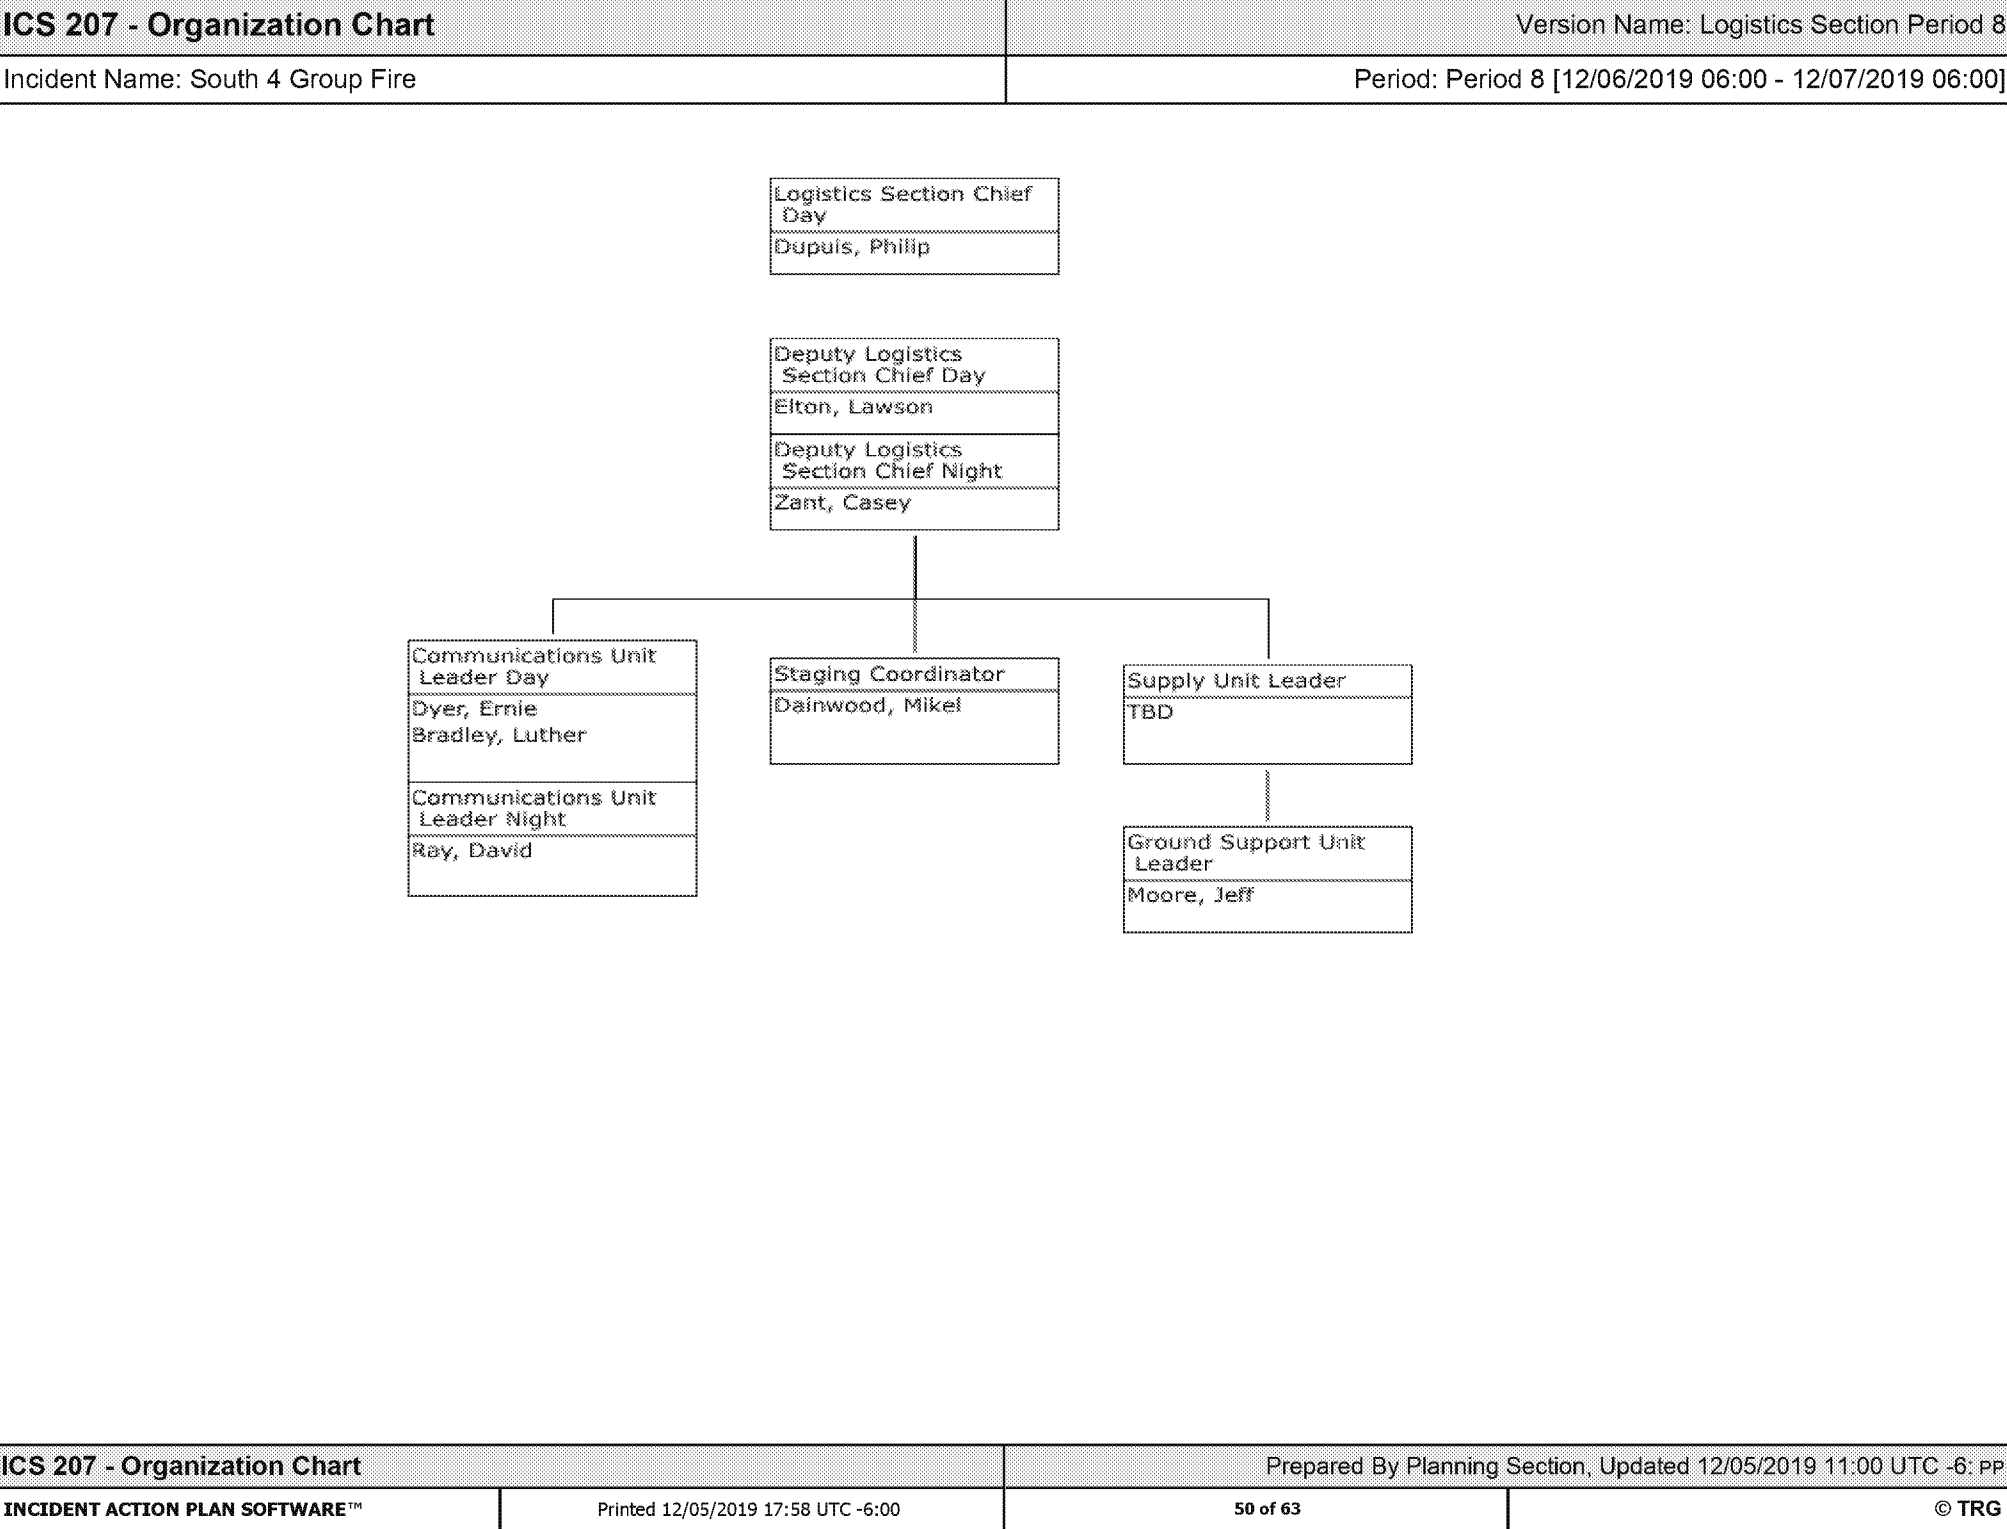 ICS 207 - Organization Chart
Version Name: Logistics Section Period 8
Incident Name: South 4 Group Fire
Period: Period 8 [12/06/2019 06:00 - 12/07/2019 06:00]
Logistics Section Chief
Day
Dupuis, Philip
Deputy Logistics
Section Chief Day
Elton, Lawson
Deputy Logistics
Section Chief Night
Zant, Casey
Communications Unit
Leader Day
Dyer, Ernie
Bradley, Luther
Communications Unit
Leader Night
Ray, David
Staging Coordinator
Dainwood, Mikel
Supply Unit Leader
TBD
Ground Support Unit
Leader
Moore, Jeff
ICS 207 - Organization Chart
Prepared By Planning Section, Updated 12/05/2019 11:00 UTC -6: PP
INCIDENT ACTION PLAN SOFTWARE™
Printed 12/05/2019 17:58 UTC -6:00
50 of 63
© TRG